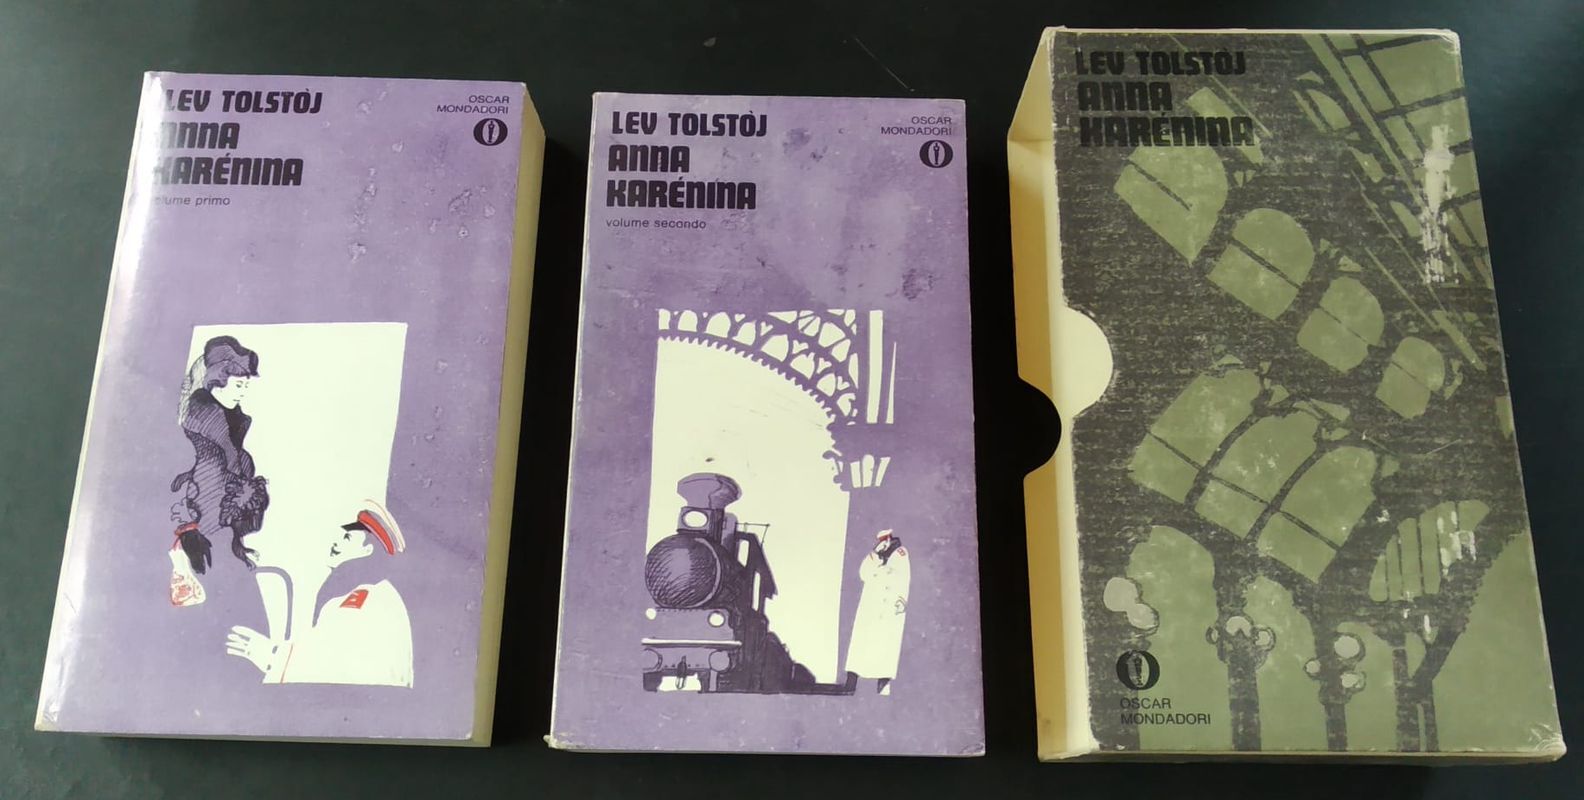 LEV TOLSTÒJ
ANNA
KARÉNINA
volume primo
OSCAR
MONDADORI
LEV TOLSTÒJ
ANNA
KARÉNINA
volume secondo
OSCAR
MONDADORI
LEV TOLSTÒJ
ANNA
KARÉNINA
OSCAR
MONDADORI